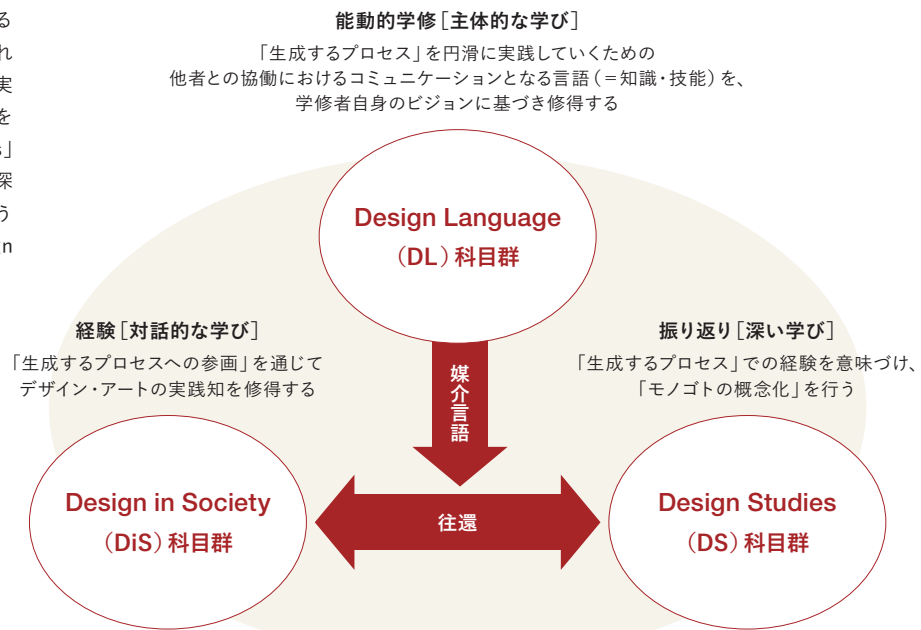 る
れ
実
を
s」
深
う
n
能動的学修［主体的な学び］
「生成するプロセス」を円滑に実践していくための
他者との協働におけるコミュニケーションとなる言語（＝知識・技能）を、
学修者自身のビジョンに基づき修得する
Design Language
（DL）科目群
経験［対話的な学び］
「生成するプロセスへの参画」を通じて
デザイン・アートの実践知を修得する
振り返り［深い学び］
「生成するプロセス」での経験を意味づけ、
「モノゴトの概念化」を行う
媒介言語
Design in Society
（DiS）科目群
往還
Design Studies
（DS）科目群